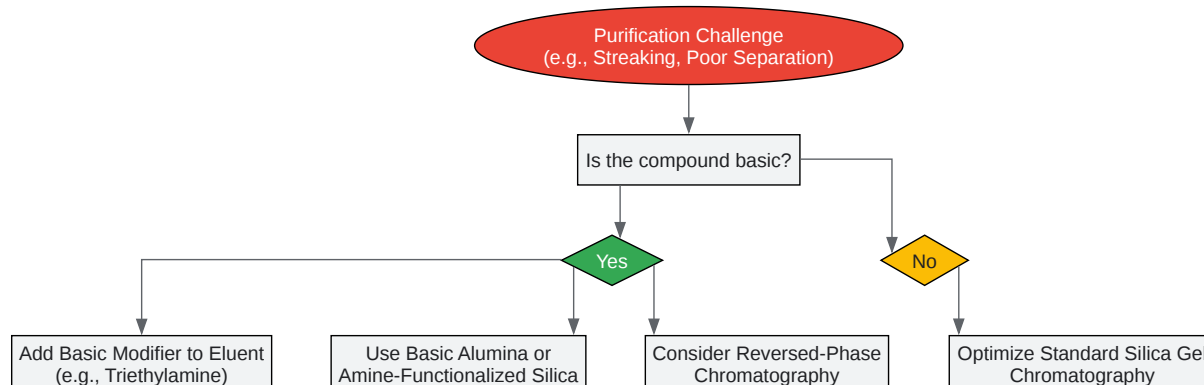 Purification Challenge
(e.g., Streaking, Poor Separation)
Is the compound basic?
Yes
No
Add Basic Modifier to Eluent
(e.g., Triethylamine)
Use Basic Alumina or
Amine-Functionalized Silica
Consider Reversed-Phase
Chromatography
Optimize Standard Silica Gel
Chromatography